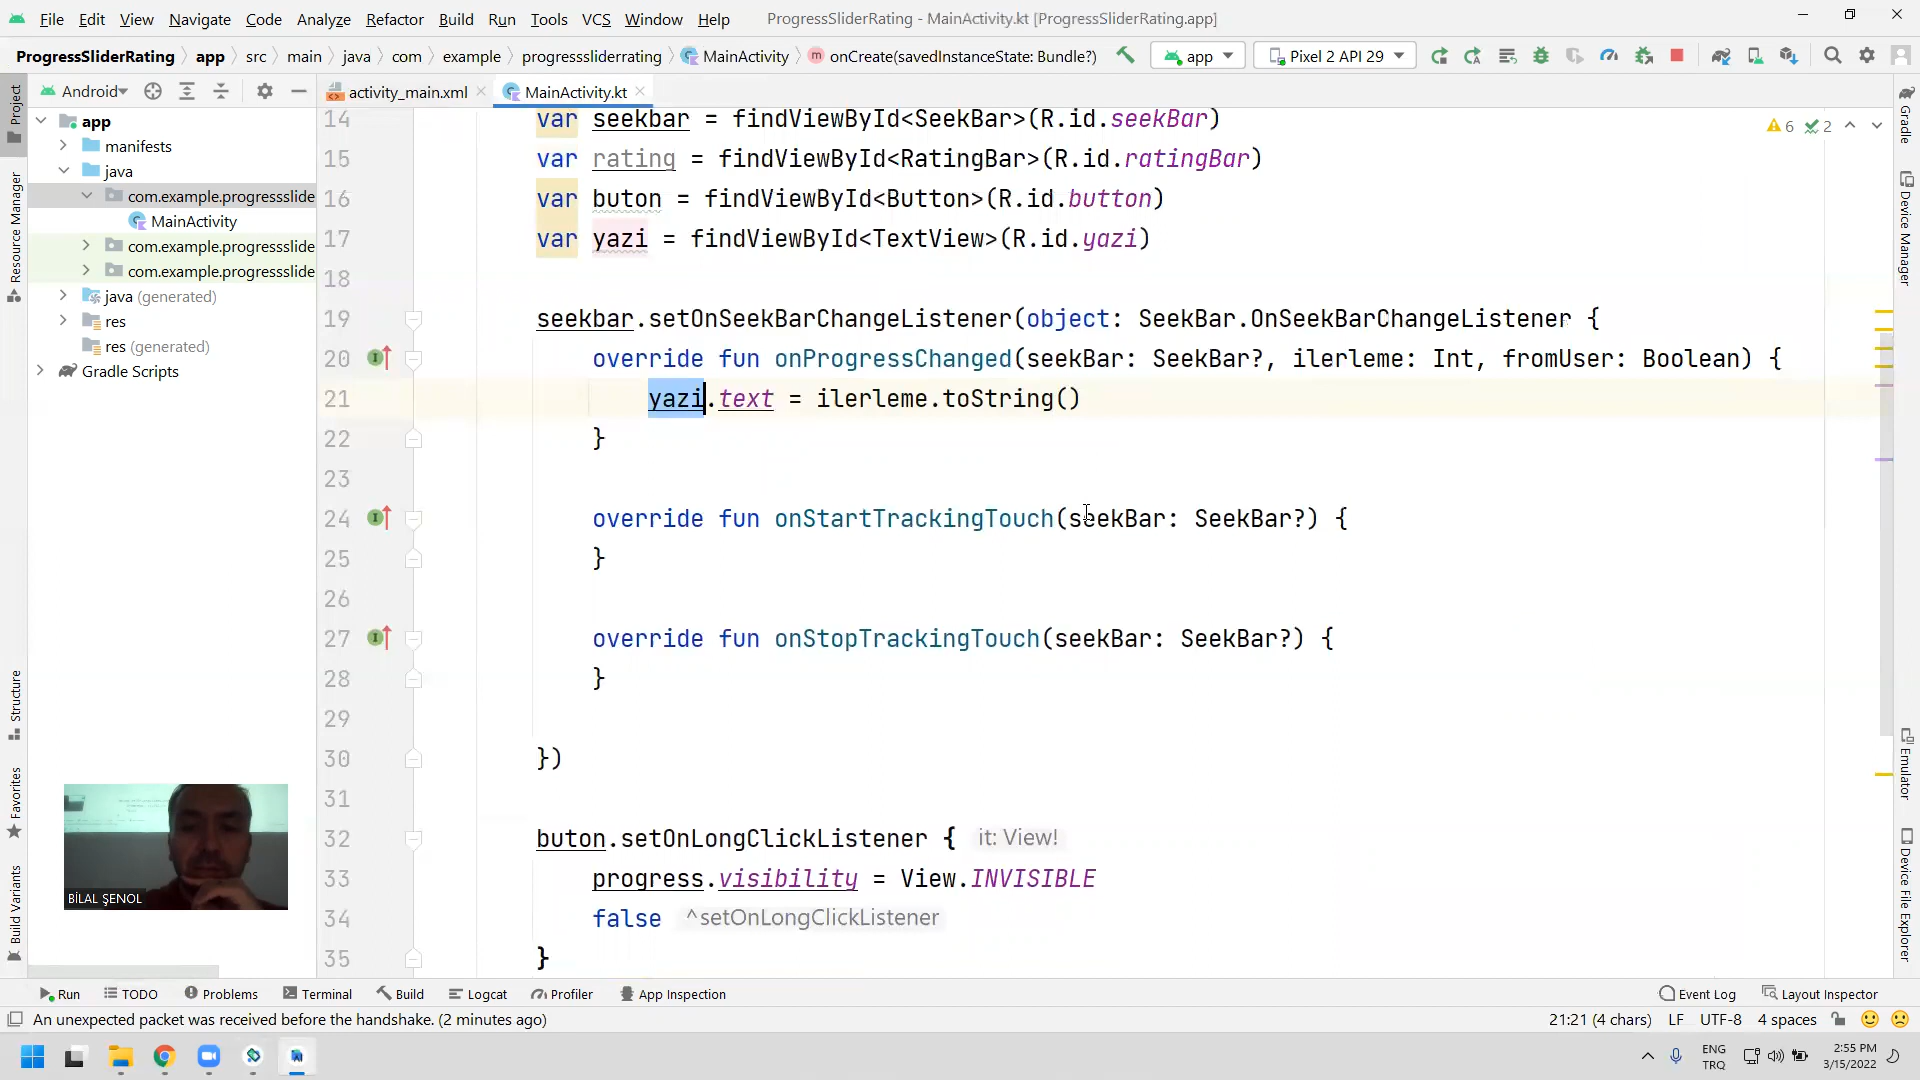 File Edit View Navigate Code Analyze Refactor Build Run Tools VCS Window Help ProgressSliderRating - MainActivity.kt [ProgressSliderRating.app]
ProgressSliderRating app src main java com example progresssliderrating MainActivity onCreate(savedInstanceState: Bundle?) app Pixel 2 API 29
Android activity_main.xml MainActivity.kt
Project
Resource Manager
Structure
Favorites
Build Variants
app
manifests
java
com.example.progressslide
MainActivity
com.example.progressslide
com.example.progressslide
java (generated)
res
res (generated)
Gradle Scripts
6 2
14 var seekbar = findViewById<SeekBar>(R.id.seekBar)
15 var rating = findViewById<RatingBar>(R.id.ratingBar)
16 var buton = findViewById<Button>(R.id.button)
17 var yazi = findViewById<TextView>(R.id.yazi)
18
19 seekbar.setOnSeekBarChangeListener(object: SeekBar.OnSeekBarChangeListener {
20 override fun onProgressChanged(seekBar: SeekBar?, ilerleme: Int, fromUser: Boolean) {
21 yazi.text = ilerleme.toString()
22 }
23
24 override fun onStartTrackingTouch(seekBar: SeekBar?) {
25 }
26
27 override fun onStopTrackingTouch(seekBar: SeekBar?) {
28 }
29
30 })
31
32 buton.setOnLongClickListener { it: View!
33 progress.visibility = View.INVISIBLE
34 false ^setOnLongClickListener
35 }
BİLAL ŞENOL
Gradle
Device Manager
Emulator
Device File Explorer
Run TODO Problems Terminal Build Logcat Profiler App Inspection Event Log Layout Inspector
An unexpected packet was received before the handshake. (2 minutes ago) 21:21 (4 chars) LF UTF-8 4 spaces
ENG
TRQ
2:55 PM
3/15/2022